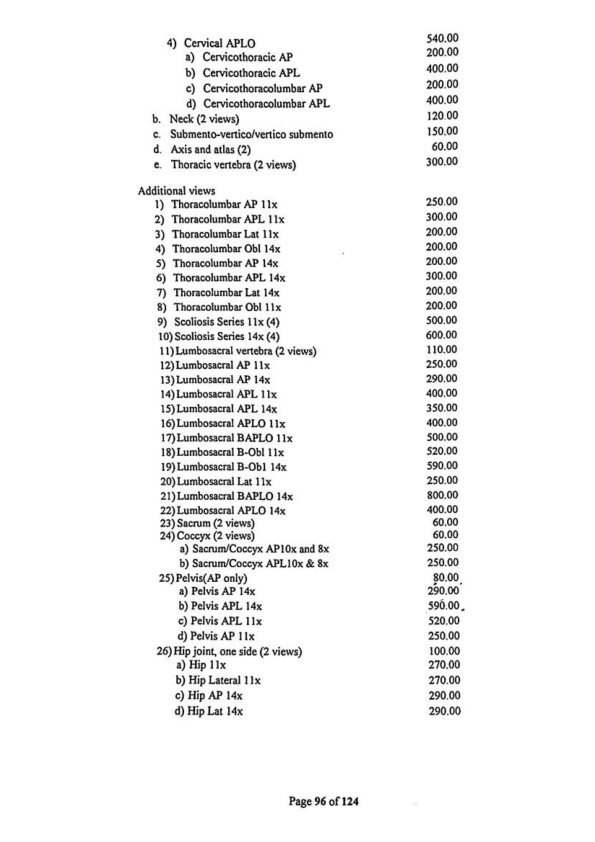 4) Cervical APLO 540.00
a) Cervicothoracic AP 200.00
b) Cervicothoracic APL 400.00
c) Cervicothoracolumbar AP 200.00
d) Cervicothoracolumbar APL 400.00
b. Neck (2 views) 120.00
c. Submento-vertico/vertico submento 150.00
d. Axis and atlas (2) 60.00
e. Thoracic vertebra (2 views) 300.00
Additional views
1) Thoracolumbar AP 11x 250.00
2) Thoracolumbar APL 11x 300.00
3) Thoracolumbar Lat 11x 200.00
4) Thoracolumbar Obl 14x 200.00
5) Thoracolumbar AP 14x 200.00
6) Thoracolumbar APL 14x 300.00
7) Thoracolumbar Lat 14x 200.00
8) Thoracolumbar Obl 11x 200.00
9) Scoliosis Series 11x (4) 500.00
10) Scoliosis Series 14x (4) 600.00
11) Lumbosacral vertebra (2 views) 110.00
12) Lumbosacral AP 11x 250.00
13) Lumbosacral AP 14x 290.00
14) Lumbosacral APL 11x 400.00
15) Lumbosacral APL 14x 350.00
16) Lumbosacral APLO 11x 400.00
17) Lumbosacral BAPLO 11x 500.00
18) Lumbosacral B-Obl 11x 520.00
19) Lumbosacral B-Ob1 14x 590.00
20) Lumbosacral Lat 11x 250.00
21) Lumbosacral BAPLO 14x 800.00
22) Lumbosacral APLO 14x 400.00
23) Sacrum (2 views) 60.00
24) Coccyx (2 views) 60.00
a) Sacrum/Coccyx AP10x and 8x 250.00
b) Sacrum/Coccyx APL10x & 8x 250.00
25) Pelvis(AP only) 80.00
a) Pelvis AP 14x 290.00
b) Pelvis APL 14x 590.00
c) Pelvis APL 11x 520.00
d) Pelvis AP 11x 250.00
26) Hip joint, one side (2 views) 100.00
a) Hip 11x 270.00
b) Hip Lateral 11x 270.00
c) Hip AP 14x 290.00
d) Hip Lat 14x 290.00
Page 96 of 124